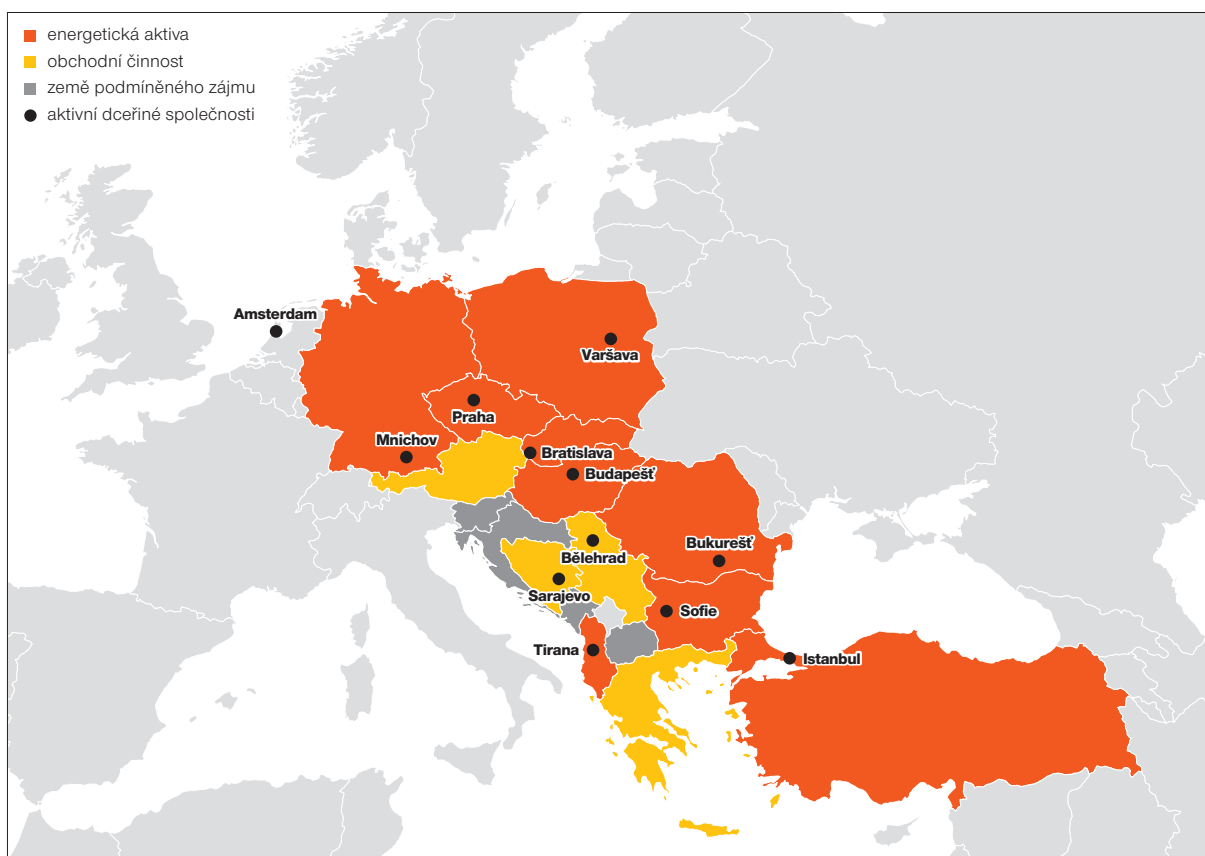 energetická aktiva
obchodní činnost
země podmíněného zájmu
aktivní dceřiné společnosti
Amsterdam
Varšava
Praha
Mnichov
Bratislava
Budapešť
Bělehrad
Bukurešť
Sarajevo
Sofie
Tirana
Istanbul